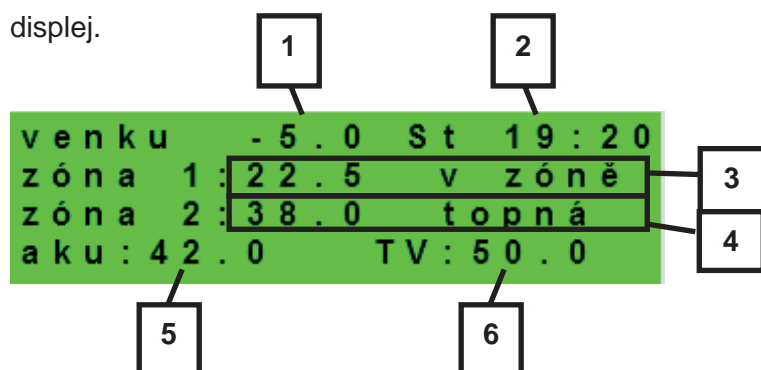 displej.
1 2
venku -5.0 St 19:20
zóna 1:22.5 v zóně
3
zóna 2:38.0 topná
4
aku:42.0 TV:50.0
5 6